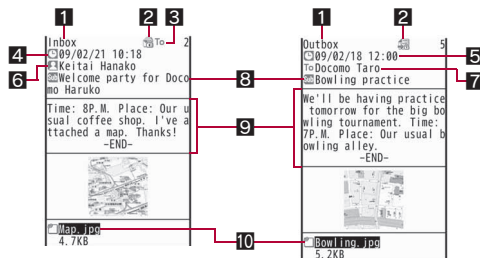 1 2 3
Inbox To 2
4 09/02/21 10:18
6 Keitai Hanako
Sub Welcome party for Doco
mo Haruko
8
Time: 8P.M. Place: Our u
sual coffee shop. I've a
ttached a map. Thanks!
-END-
9
Map.jpg
4.7KB
10
1 2
Outbox 5
09/02/18 12:00 5
To Docomo Taro 7
Sub Bowling practice
We'll be having practice
tomorrow for the big bo
wling tournament. Time:
7P.M. Place: Our usual b
owling alley.
-END-
Bowling.jpg
5.2KB